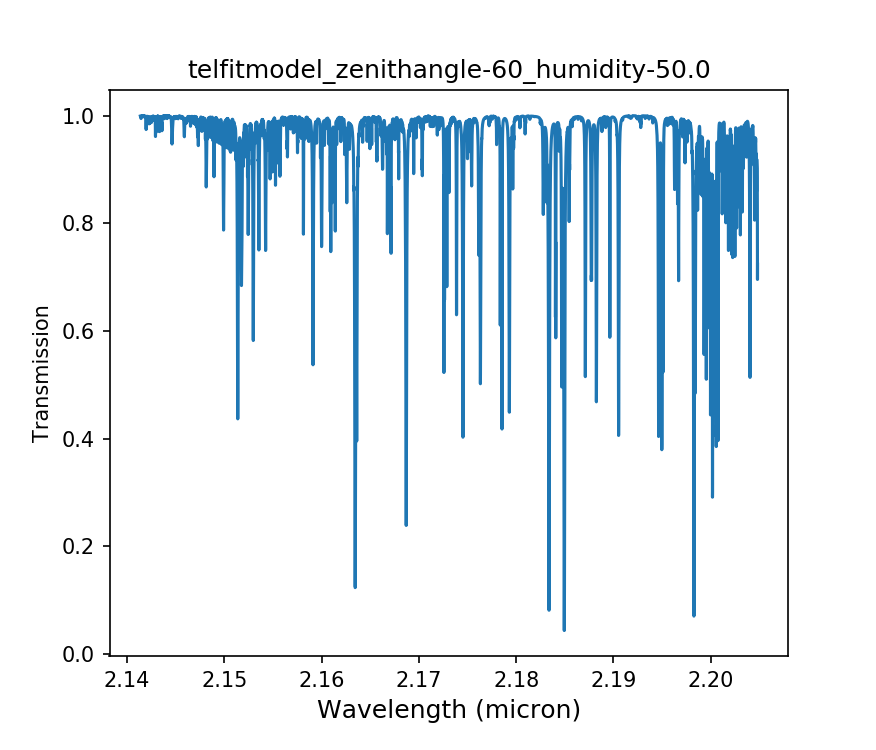 telfitmodel_zenithangle-60_humidity-50.0
1.0
0.8
0.6
0.4
0.2
0.0
Transmission
2.14 2.15 2.16 2.17 2.18 2.19 2.20
Wavelength (micron)